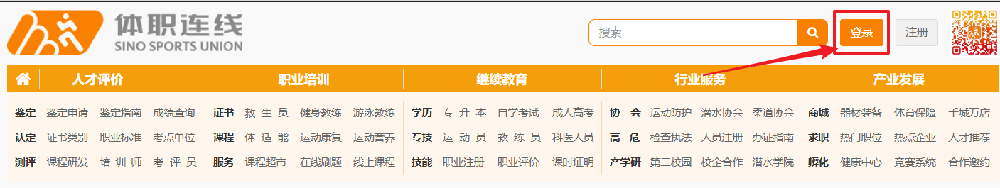 体职连线
SINO SPORTS UNION
搜索 登录 注册
人才评价 职业培训 继续教育 行业服务 产业发展
鉴定 鉴定申请 鉴定指南 成绩查询 证书 救生员 健身教练 游泳教练 学历 专升本 自学考试 成人高考 协会 运动防护 潜水协会 柔道协会 商城 器材装备 体育保险 千城万店
认定 证书类别 职业标准 考点单位 课程 体适能 运动康复 运动营养 专技 运动员 教练员 科医人员 高危 检查执法 人员注册 办证指南 求职 热门职位 热点企业 人才推荐
测评 课程研发 培训师 考评员 服务 课程超市 在线刷题 线上课程 技能 职业注册 职业评价 课时证明 产学研 第二校园 校企合作 潜水学院 孵化 健康中心 竞赛系统 合作邀约